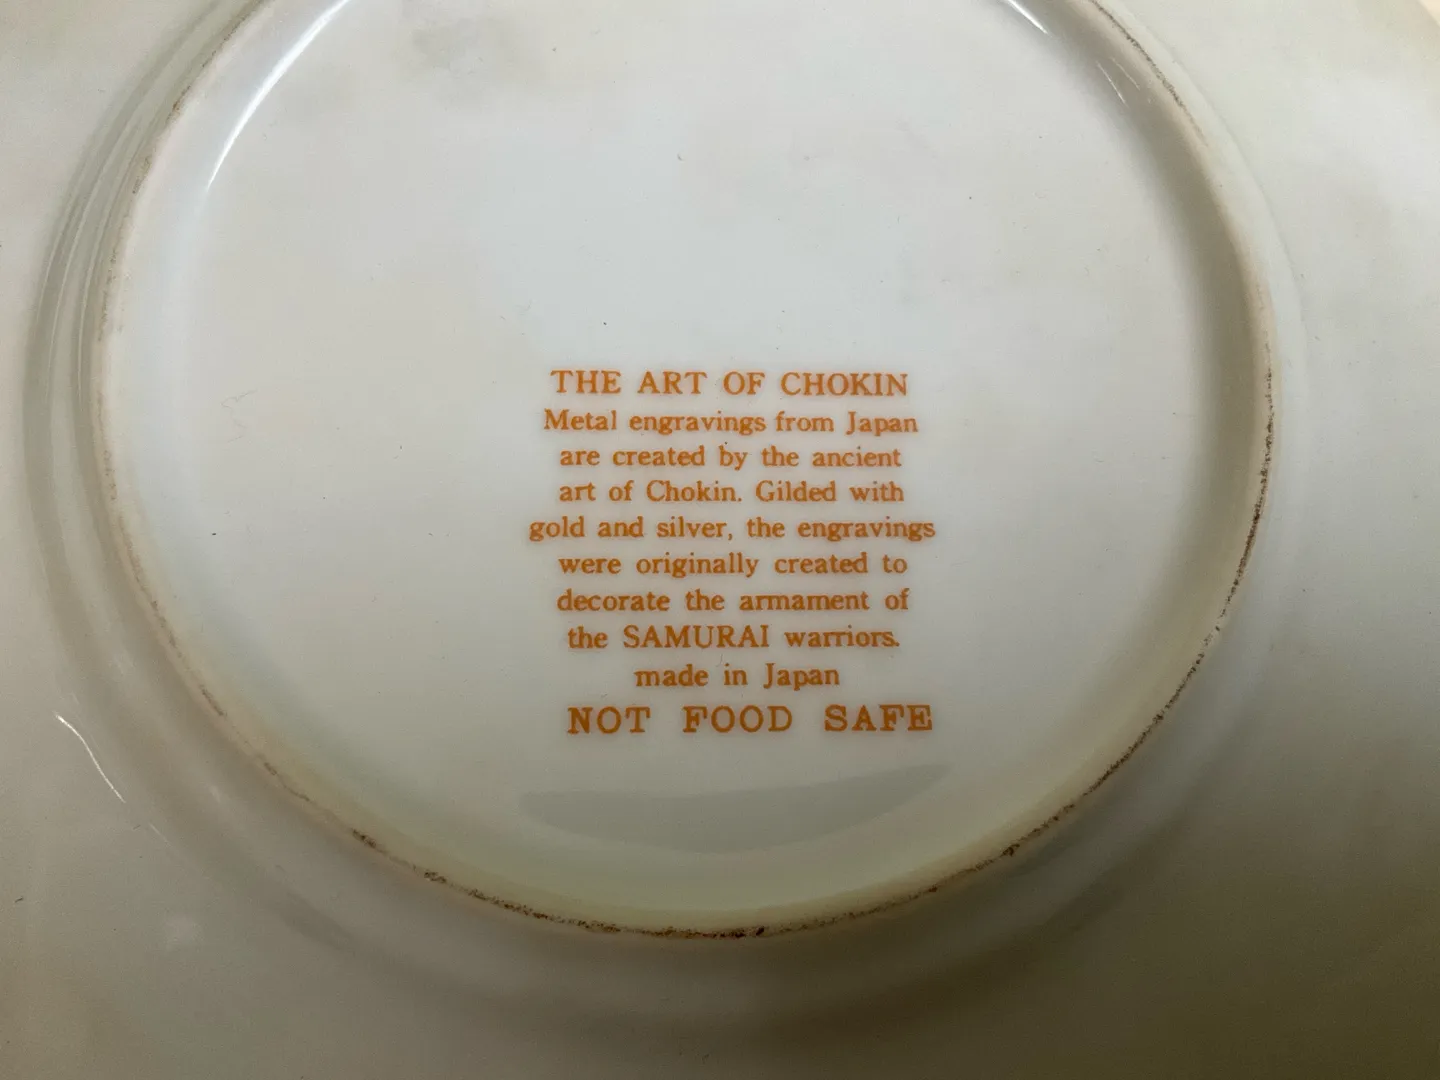 THE ART OF CHOKIN
Metal engravings from Japan
are created by the ancient
art of Chokin. Gilded with
gold and silver, the engravings
were originally created to
decorate the armament of
the SAMURAI warriors.
made in Japan
NOT FOOD SAFE